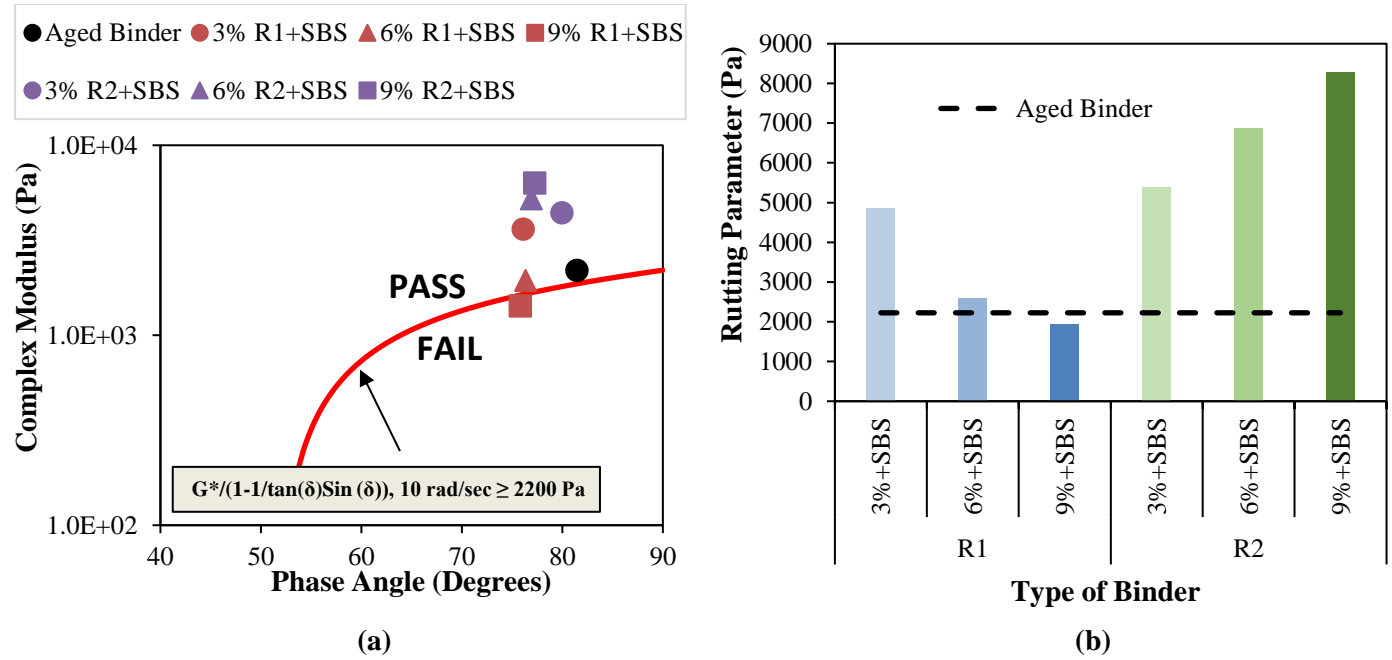 Aged Binder 3% R1+SBS 6% R1+SBS 9% R1+SBS
3% R2+SBS 6% R2+SBS 9% R2+SBS
Complex Modulus (Pa)
1.0E+04
1.0E+03
1.0E+02
PASS
FAIL
G*/(1-1/tan(δ)Sin (δ)), 10 rad/sec ≥ 2200 Pa
40 50 60 70 80 90
Phase Angle (Degrees)
(a)
Rutting Parameter (Pa)
9000
8000
7000
6000
5000
4000
3000
2000
1000
0
Aged Binder
3%+SBS 6%+SBS 9%+SBS 3%+SBS 6%+SBS 9%+SBS
R1 R2
Type of Binder
(b)